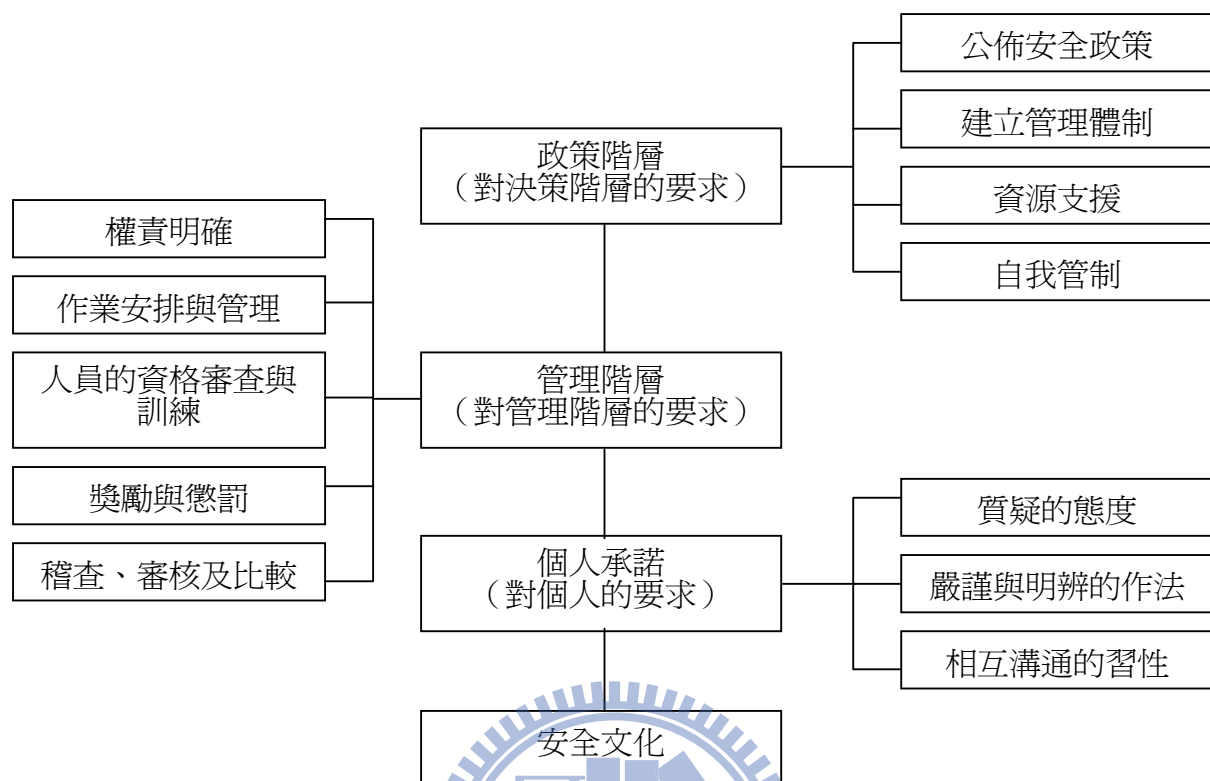 公佈安全政策
建立管理體制
資源支援
自我管制
政策階層
（對決策階層的要求）
權責明確
作業安排與管理
人員的資格審查與
訓練
獎勵與懲罰
稽查、審核及比較
管理階層
（對管理階層的要求）
個人承諾
（對個人的要求）
質疑的態度
嚴謹與明辨的作法
相互溝通的習性
安全文化